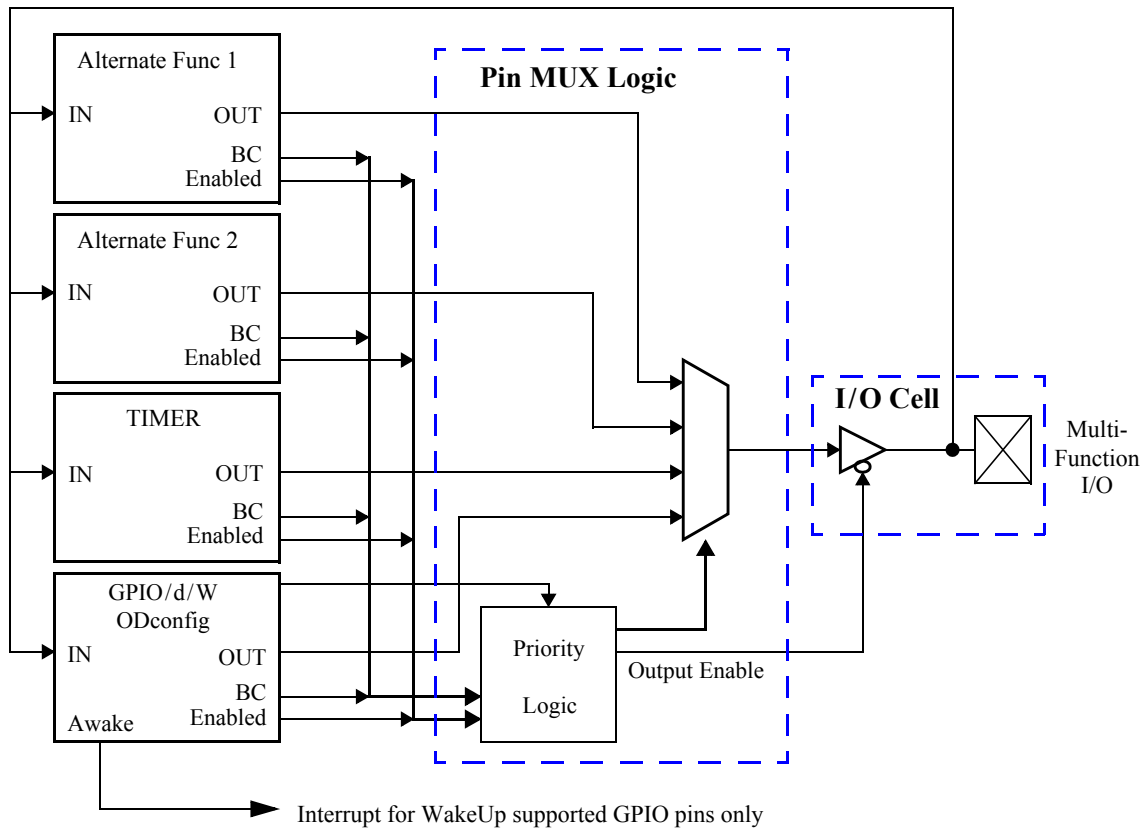 Alternate Func 1
IN
OUT
BC
Enabled
Alternate Func 2
IN
OUT
BC
Enabled
TIMER
IN
OUT
BC
Enabled
GPIO/d/W
ODconfig
IN
OUT
BC
Enabled
Awake
Pin MUX Logic
Priority
Logic
Output Enable
I/O Cell
Multi-
Function
I/O
Interrupt for WakeUp supported GPIO pins only